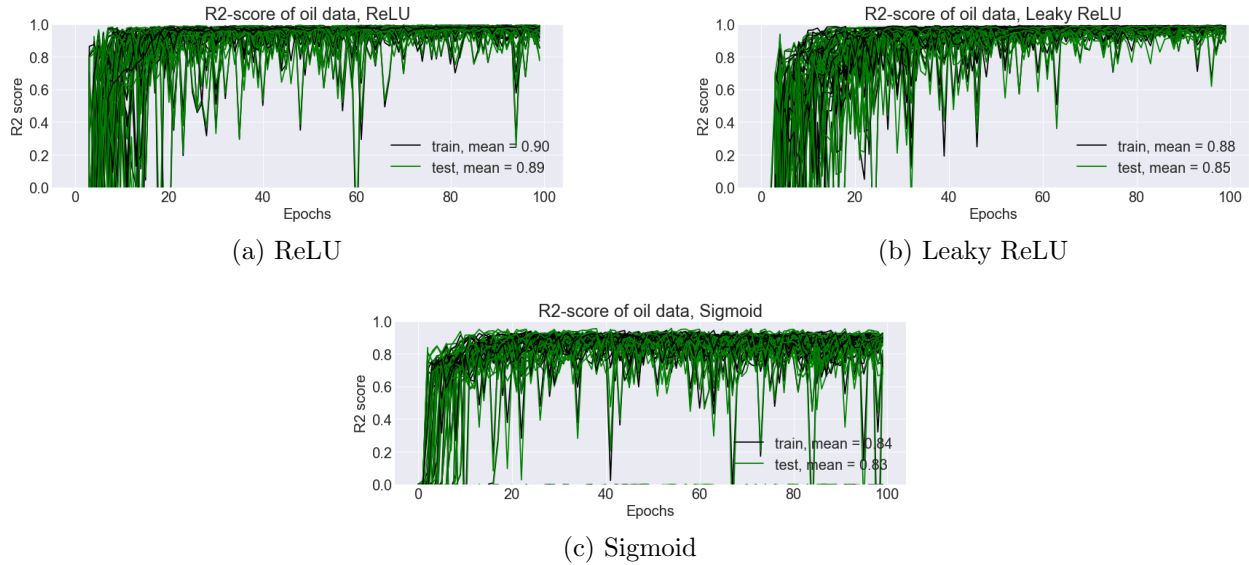 R2-score of oil data, ReLU
1.0
0.8
0.6
0.4
0.2
0.0
R2 score
train, mean = 0.90
test, mean = 0.89
0 20 40 60 80 100
Epochs
(a) ReLU
R2-score of oil data, Leaky ReLU
1.0
0.8
0.6
0.4
0.2
0.0
R2 score
train, mean = 0.88
test, mean = 0.85
0 20 40 60 80 100
Epochs
(b) Leaky ReLU
R2-score of oil data, Sigmoid
1.0
0.8
0.6
0.4
0.2
0.0
R2 score
train, mean = 0.84
test, mean = 0.83
0 20 40 60 80 100
Epochs
(c) Sigmoid